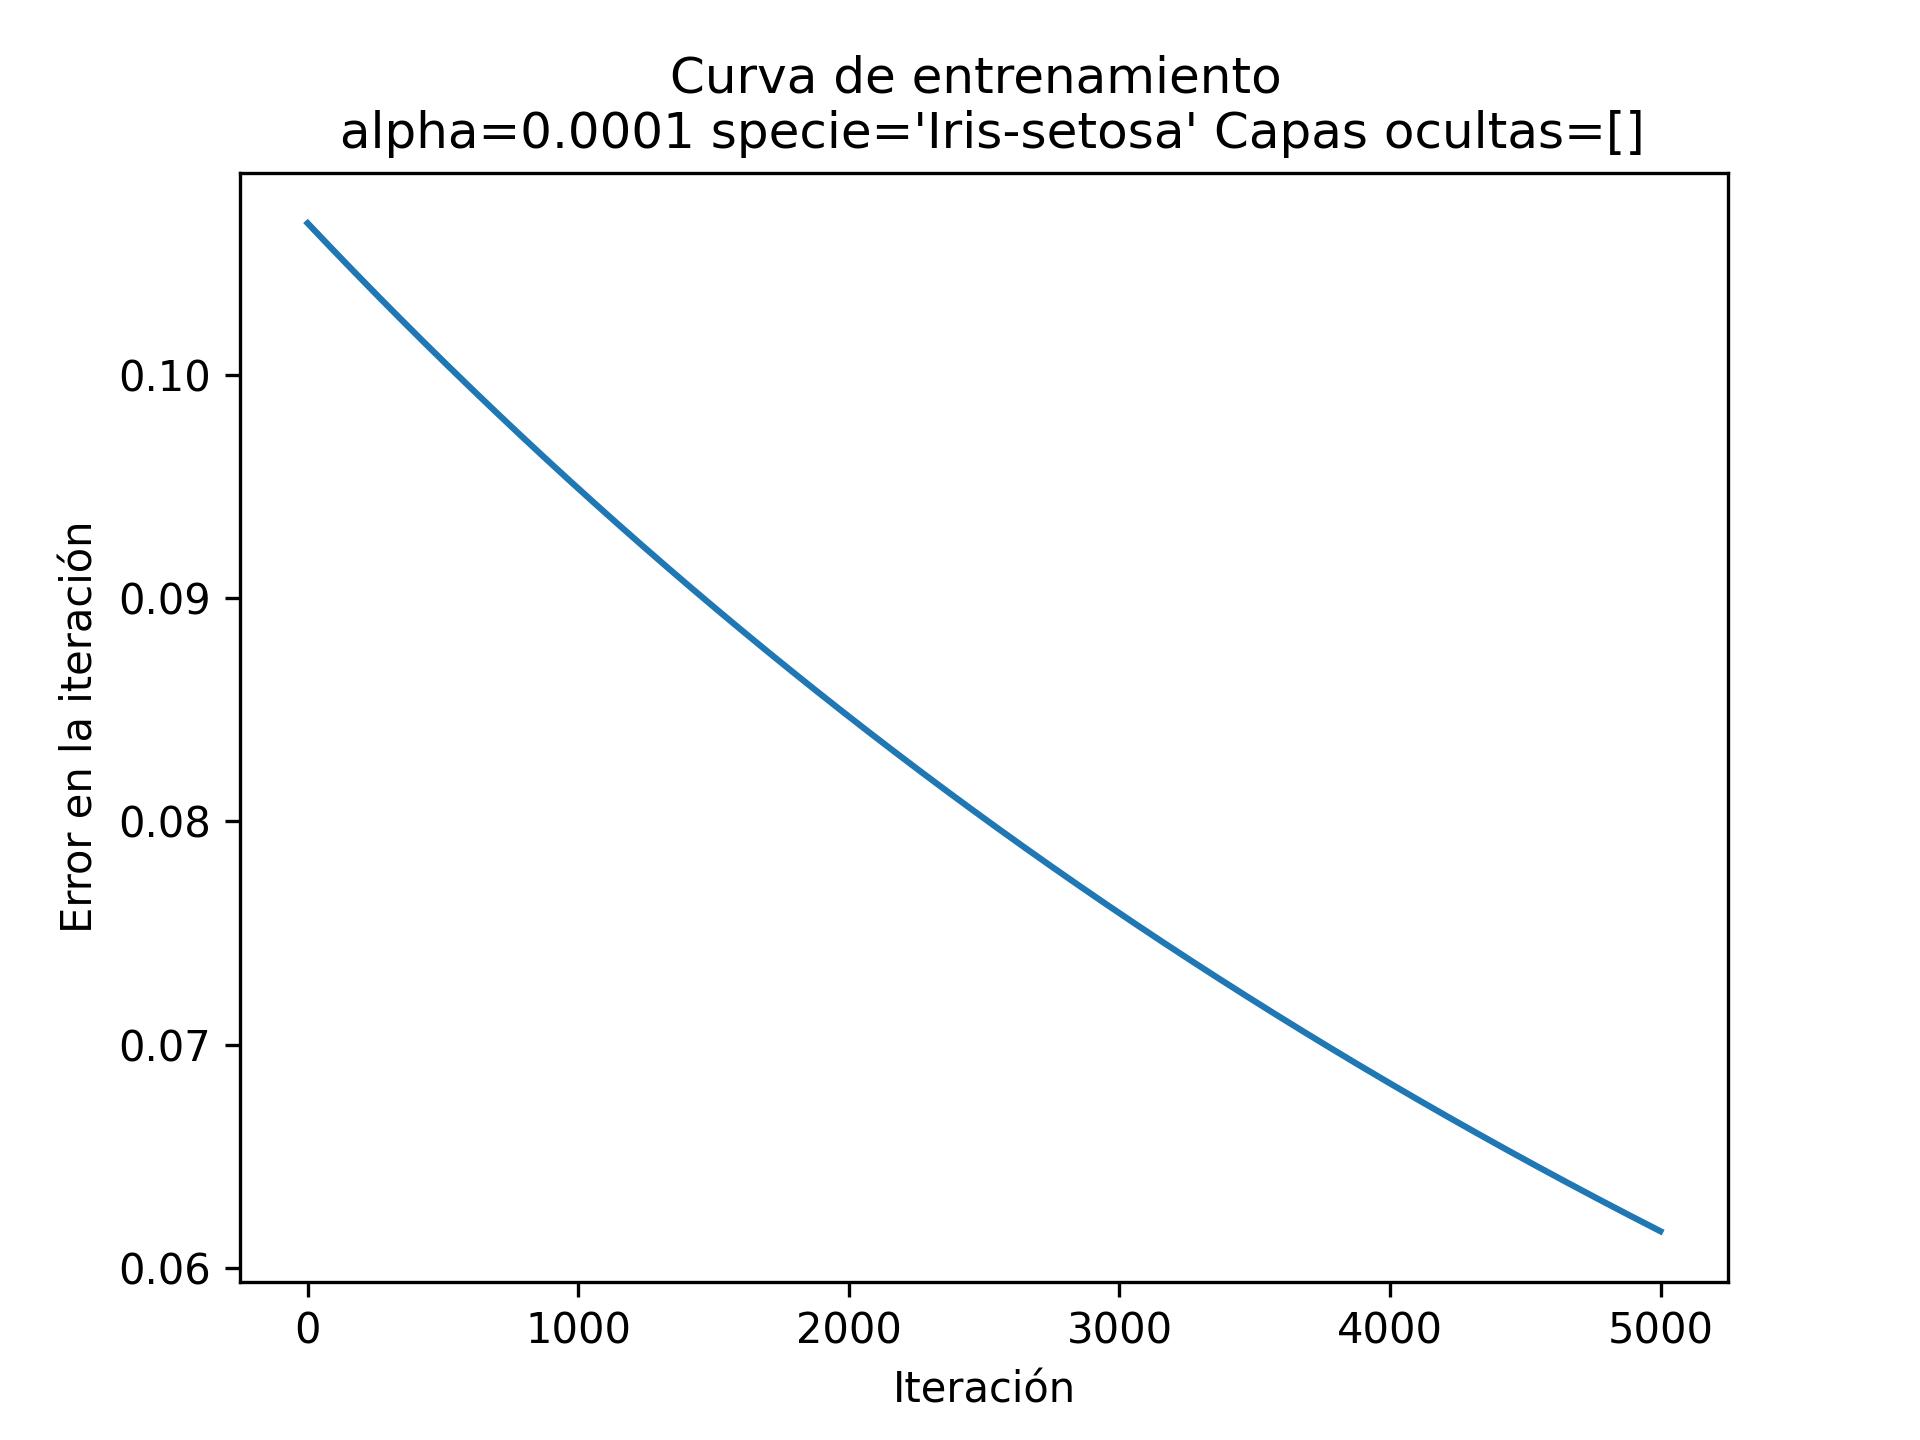 Curva de entrenamiento
alpha=0.0001 specie='Iris-setosa' Capas ocultas=[]
Error en la iteración
0.10
0.09
0.08
0.07
0.06
0
1000
2000
3000
4000
5000
Iteración